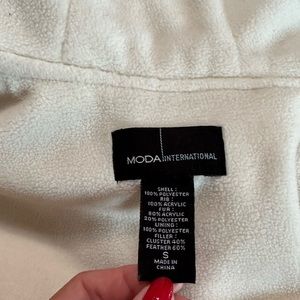 MODA INTERNATIONAL
SHELL:
100% POLYESTER
RIB:
100% ACRYLIC
FUR:
80% ACRYLIC
20% POLYESTER
LINING:
100% POLYESTER
FILLER:
CLUSTER 40%
FEATHER 60%
S
MADE IN
CHINA